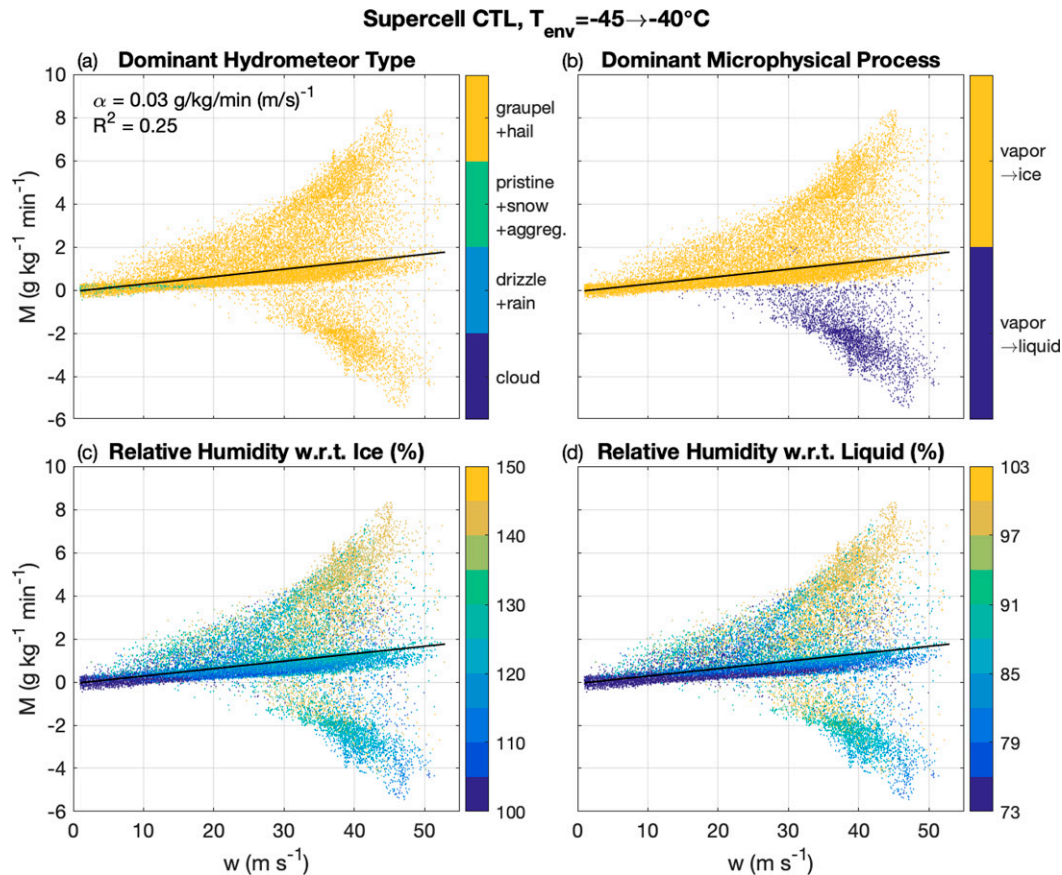 Supercell CTL, T_env=-45→-40°C
(a) Dominant Hydrometeor Type
α = 0.03 g/kg/min (m/s)⁻¹
R² = 0.25
M (g kg⁻¹ min⁻¹)
10
8
6
4
2
0
-2
-4
-6
graupel
+hail
pristine
+snow
+aggreg.
drizzle
+rain
cloud
(b) Dominant Microphysical Process
vapor
→ice
vapor
→liquid
(c) Relative Humidity w.r.t. Ice (%)
M (g kg⁻¹ min⁻¹)
10
8
6
4
2
0
-2
-4
-6
0 10 20 30 40 50
w (m s⁻¹)
150
140
130
120
110
100
(d) Relative Humidity w.r.t. Liquid (%)
0 10 20 30 40 50
w (m s⁻¹)
103
97
91
85
79
73